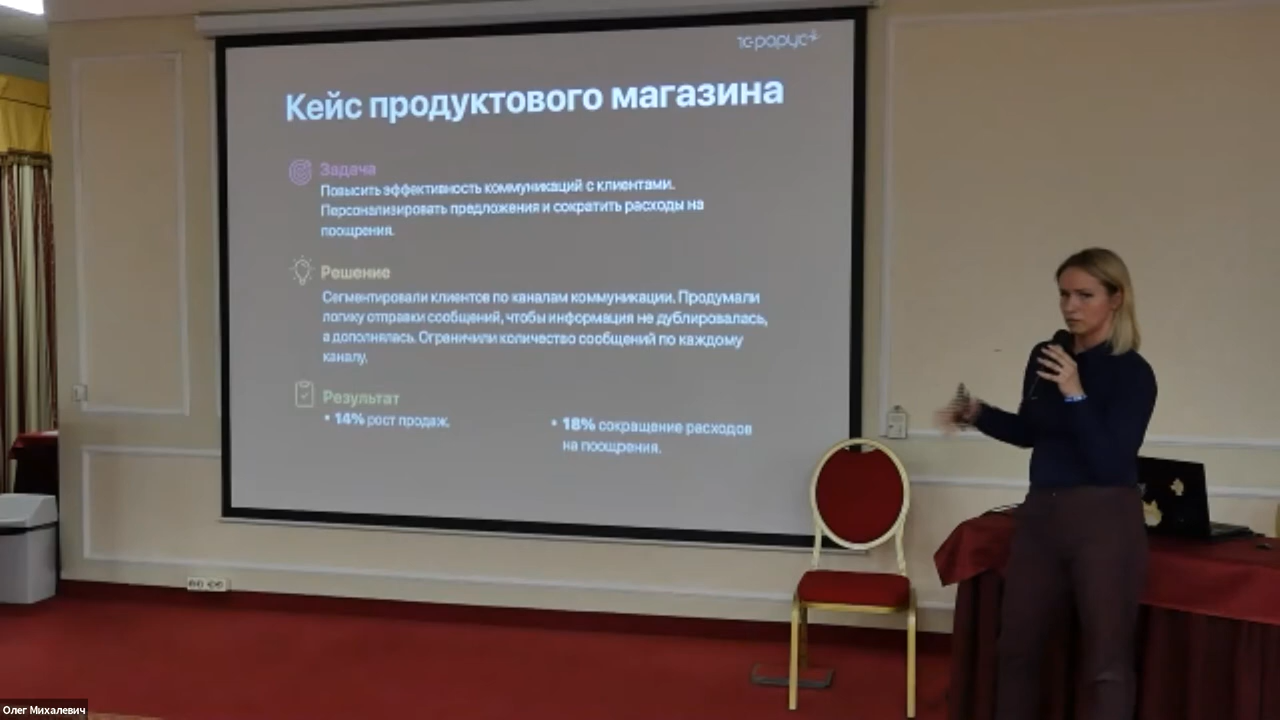 1С·рарус
Кейс продуктового магазина
Задача
Повысить эффективность коммуникаций с клиентами.
Персонализировать предложения и сократить расходы на
поощрения.
Решение
Сегментировали клиентов по каналам коммуникации. Продумали
логику отправки сообщений, чтобы информация не дублировалась,
а дополнялась. Ограничили количество сообщений по каждому
каналу.
Результат
• 14% рост продаж.
• 18% сокращение расходов
на поощрения.
Олег Михалевич